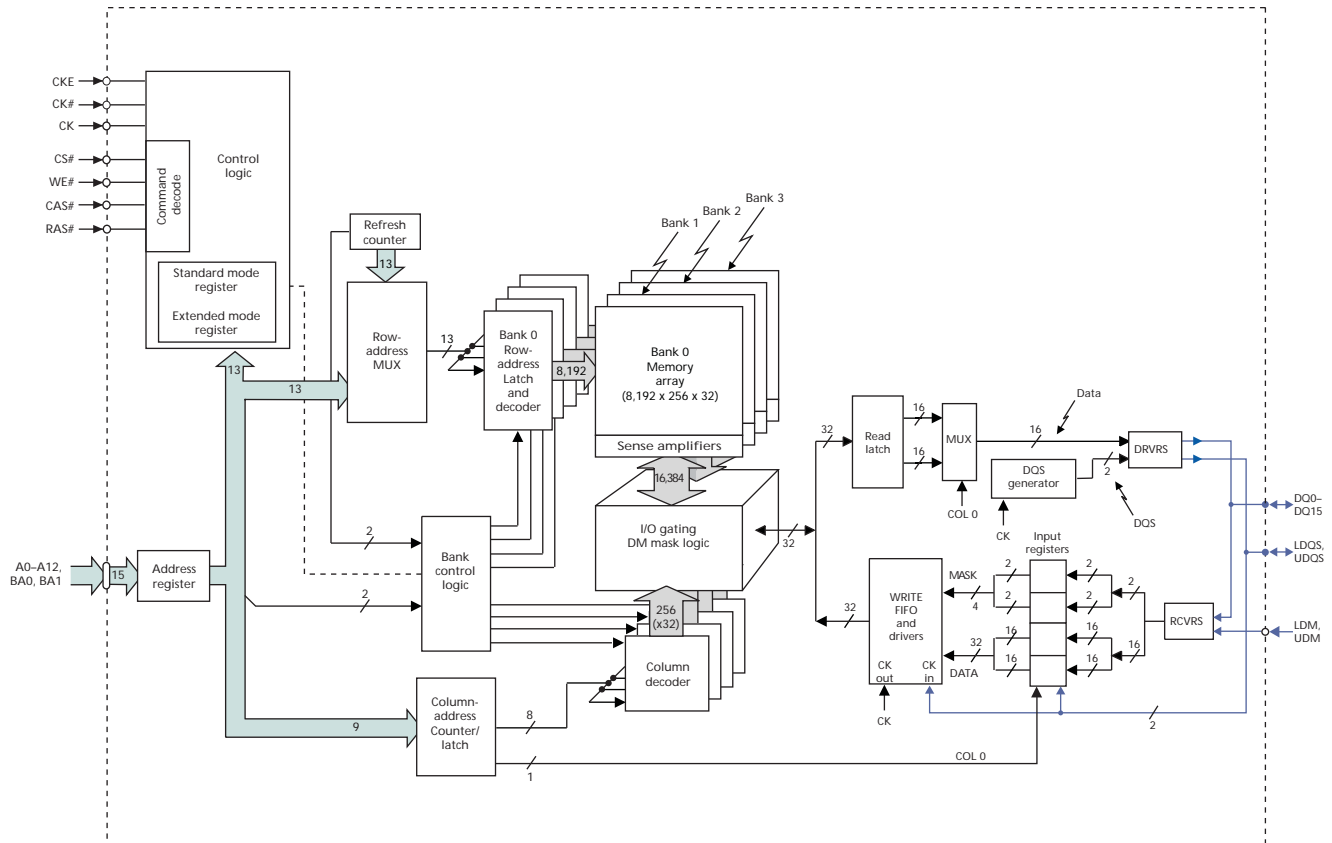 CKE
CK#
CK
CS#
WE#
CAS#
RAS#
Command
decode
Control
logic
Standard mode
register
Extended mode
register
Refresh
counter
13
Row-
address
MUX
13
Bank 0
Row-
address
Latch
and
decoder
8,192
Bank 1
Bank 2
Bank 3
Bank 0
Memory
array
(8,192 x 256 x 32)
Sense amplifiers
16,384
I/O gating
DM mask logic
13
13
2
2
Bank
control
logic
A0–A12,
BA0, BA1
15
Address
register
256
(x32)
Column
decoder
9
Column-
address
Counter/
latch
8
1
COL 0
32
32
32
Read
latch
16
16
MUX
COL 0
16
Data
DQS
generator
CK
2
DQS
DRVRS
DQ0–
DQ15
LDQS,
UDQS
LDM,
UDM
RCVRS
Input
registers
MASK
4
2
2
2
2
2
WRITE
FIFO
and
drivers
CK
out
CK
in
CK
32
DATA
16
16
16
16
16
2